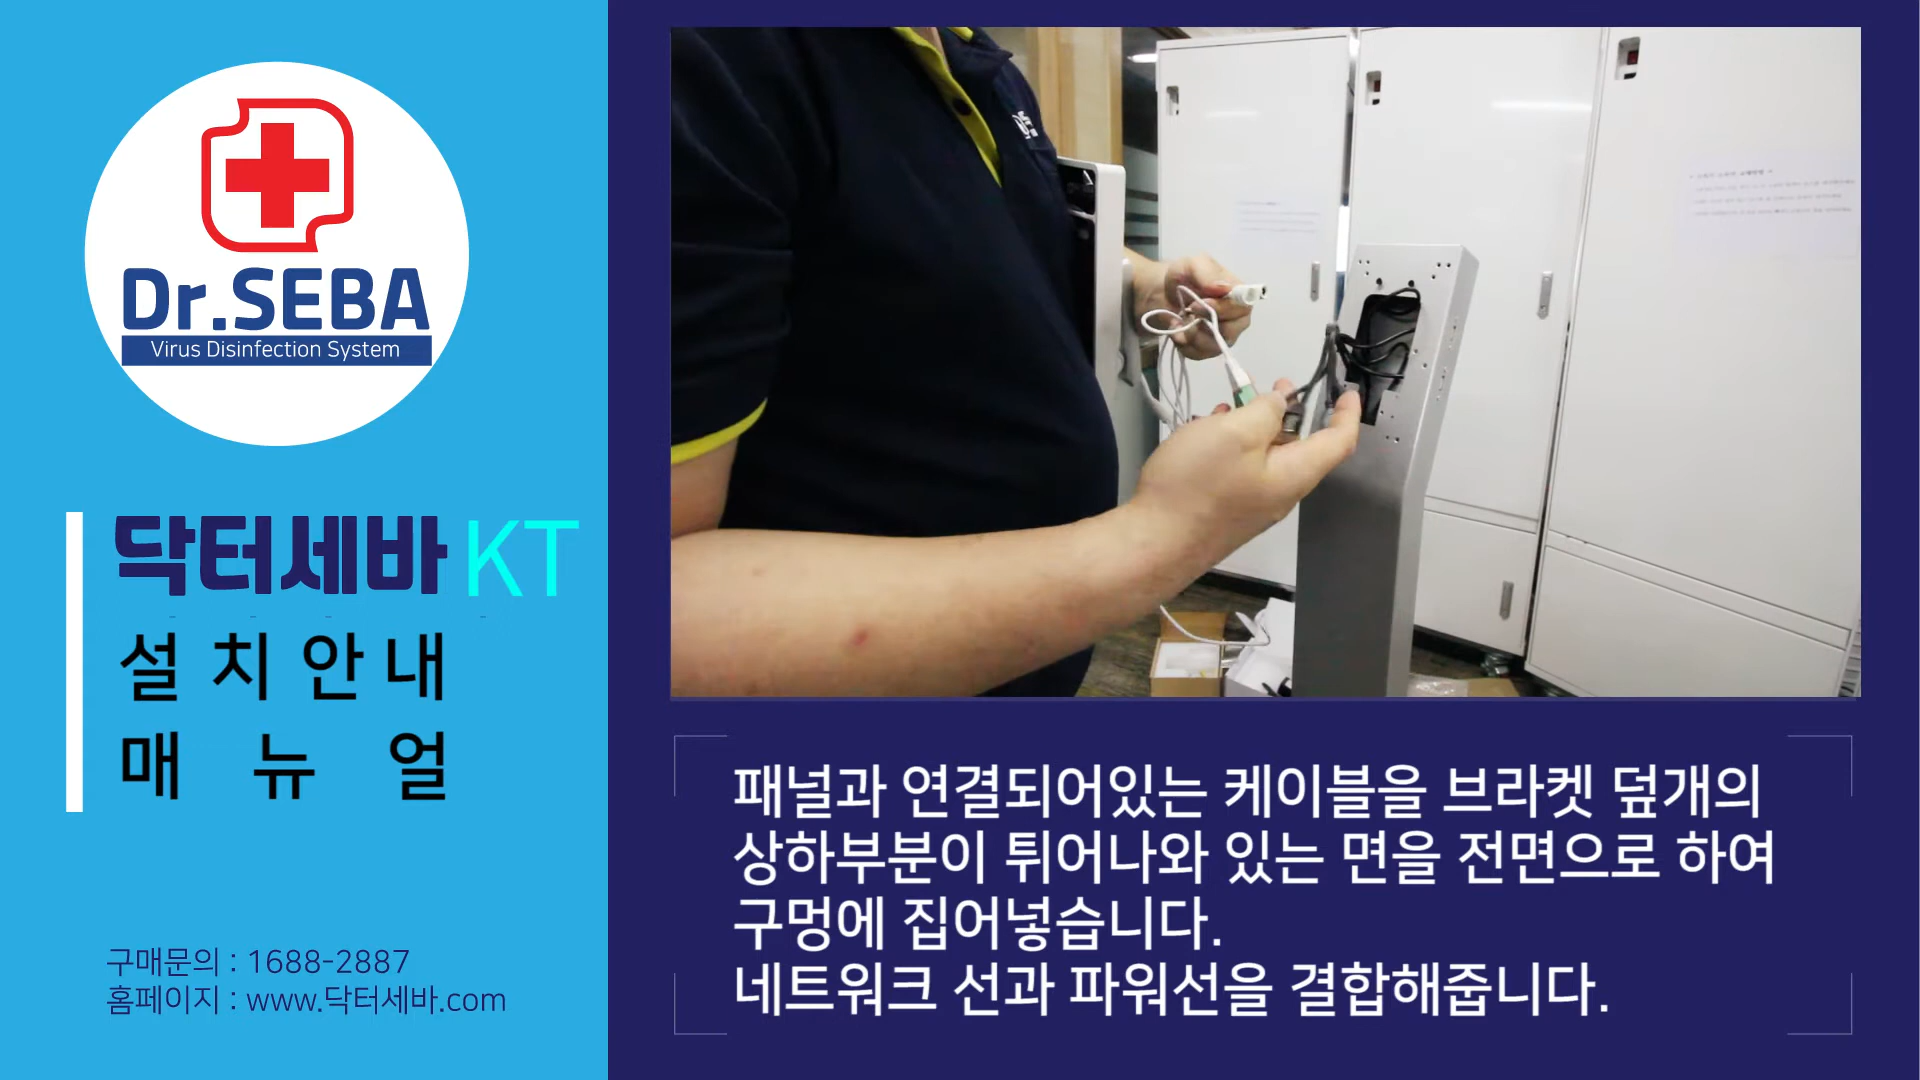 Dr.SEBA
Virus Disinfection System
닥터세바 KT
설치안내
매뉴얼
구매문의 : 1688-2887
홈페이지 : www.닥터세바.com
패널과 연결되어있는 케이블을 브라켓 덮개의
상하부분이 튀어나와 있는 면을 전면으로 하여
구멍에 집어넣습니다.
네트워크 선과 파워선을 결합해줍니다.